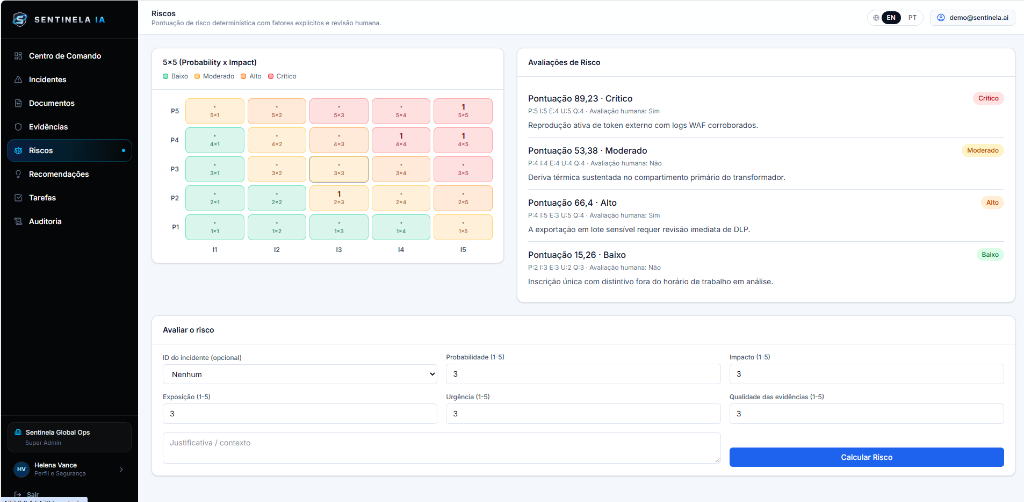 SENTINELA IA
Centro de Comando
Incidentes
Documentos
Evidências
Riscos
Recomendações
Tarefas
Auditoria
Sentinela Global Ops
Super Admin
HV
Helena Vance
Perfil e Segurança
Sair
Riscos
Pontuação de risco determinística com fatores explícitos e revisão humana.
EN PT
demo@sentinela.ai
5×5 (Probability x Impact)
Baixo Moderado Alto Crítico
P5 5×1 5×2 5×3 5×4 1 5×5
P4 4×1 4×2 4×3 1 4×4 1 4×5
P3 3×1 3×2 3×3 3×4 3×5
P2 2×1 2×2 1 2×3 2×4 2×5
P1 1×1 1×2 1×3 1×4 1×5
I1 I2 I3 I4 I5
Avaliações de Risco
Pontuação 89,23 · Crítico
Crítico
P:5 I:5 E:4 U:5 Q:4 · Avaliação humana: Sim
Reprodução ativa de token externo com logs WAF corroborados.
Pontuação 53,38 · Moderado
Moderado
P:4 I:4 E:4 U:4 Q:4 · Avaliação humana: Não
Deriva térmica sustentada no compartimento primário do transformador.
Pontuação 66,4 · Alto
Alto
P:4 I:5 E:3 U:5 Q:4 · Avaliação humana: Sim
A exportação em lote sensível requer revisão imediata de DLP.
Pontuação 15,26 · Baixo
Baixo
P:2 I:3 E:3 U:2 Q:3 · Avaliação humana: Não
Inscrição única com distintivo fora do horário de trabalho em análise.
Avaliar o risco
ID do incidente (opcional)
Nenhum
Probabilidade (1-5)
3
Impacto (1-5)
3
Exposição (1-5)
3
Urgência (1-5)
3
Qualidade das evidências (1-5)
3
Justificativa / contexto
Calcular Risco